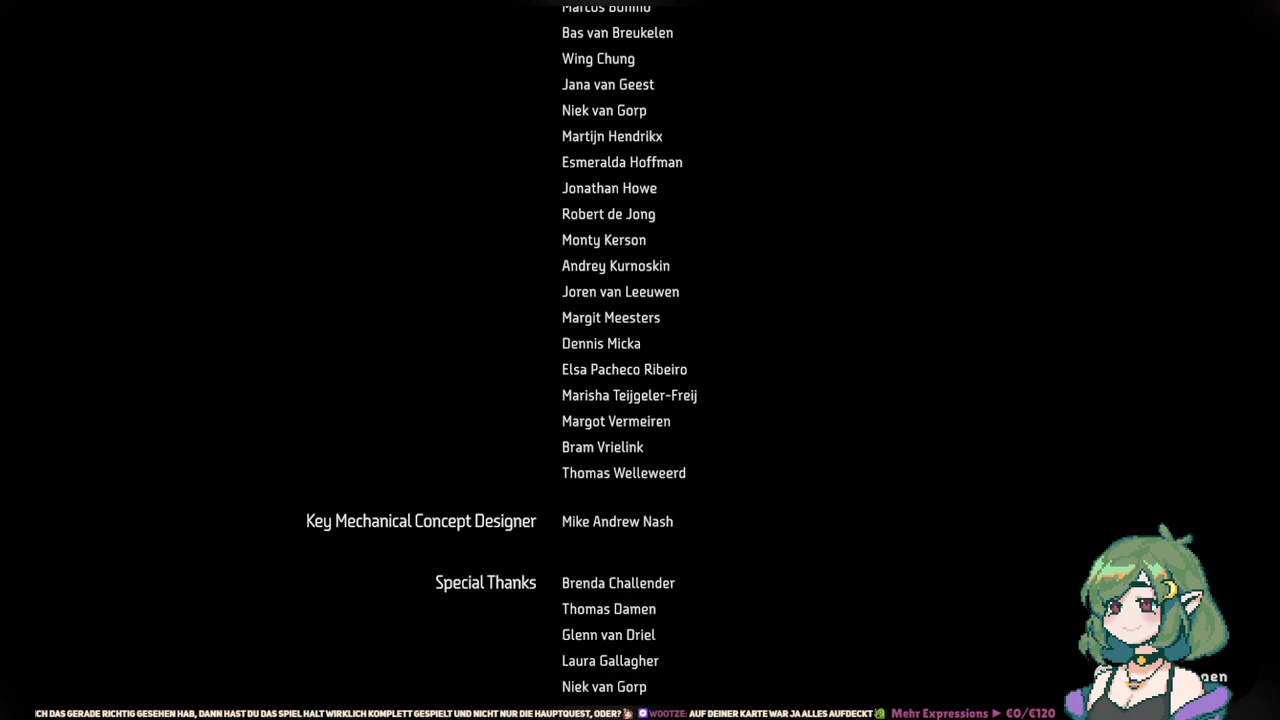 Bas van Breukelen
Wing Chung
Jana van Geest
Niek van Gorp
Martijn Hendrikx
Esmeralda Hoffman
Jonathan Howe
Robert de Jong
Monty Kerson
Andrey Kurnoskin
Joren van Leeuwen
Margit Meesters
Dennis Micka
Elsa Pacheco Ribeiro
Marisha Teijgeler-Freij
Margot Vermeiren
Bram Vrielink
Thomas Welleweerd
Key Mechanical Concept Designer Mike Andrew Nash
Special Thanks Brenda Challender
Thomas Damen
Glenn van Driel
Laura Gallagher
Niek van Gorp
ICH DAS GERADE RICHTIG GESEHEN HAB, DANN HAST DU DAS SPIEL HALT WIRKLICH KOMPLETT GESPIELT UND NICHT NUR DIE HAUPTQUEST, ODER? WOOTZE: AUF DEINER KARTE WAR JA ALLES AUFDECKT Mehr Expressions ► €0/€120